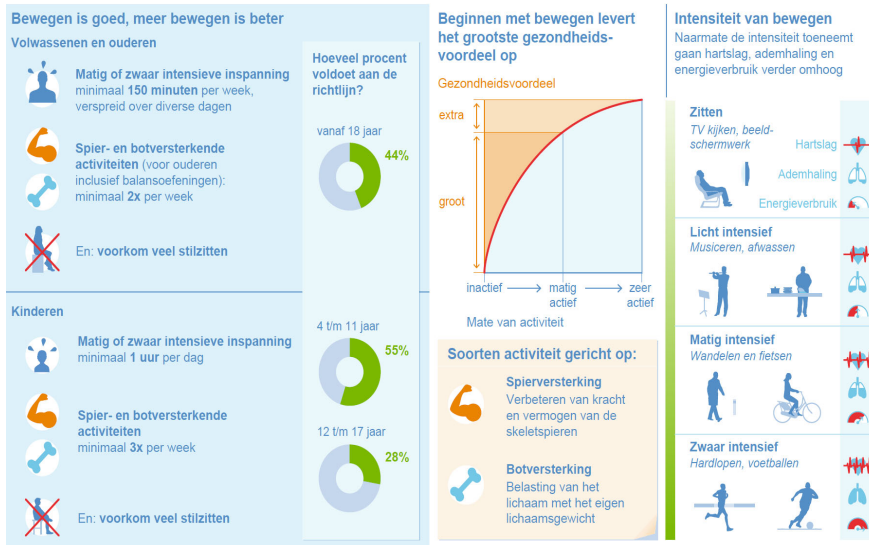 Bewegen is goed, meer bewegen is beter
Volwassenen en ouderen
Matig of zwaar intensieve inspanning
minimaal 150 minuten per week,
verspreid over diverse dagen
Spier- en botversterkende
activiteiten (voor ouderen
inclusief balansoefeningen):
minimaal 2x per week
En: voorkom veel stilzitten
Kinderen
Matig of zwaar intensieve inspanning
minimaal 1 uur per dag
Spier- en botversterkende
activiteiten
minimaal 3x per week
En: voorkom veel stilzitten
Hoeveel procent
voldoet aan de
richtlijn?
vanaf 18 jaar
44%
4 t/m 11 jaar
55%
12 t/m 17 jaar
28%
Beginnen met bewegen levert
het grootste gezondheids-
voordeel op
Gezondheidsvoordeel
extra
groot
inactief
matig
actief
zeer
actief
Mate van activiteit
Soorten activiteit gericht op:
Spierversterking
Verbeteren van kracht
en vermogen van de
skeletspieren
Botversterking
Belasting van het
lichaam met het eigen
lichaamsgewicht
Intensiteit van bewegen
Naarmate de intensiteit toeneemt
gaan hartslag, ademhaling en
energieverbruik verder omhoog
Zitten
TV kijken, beeld-
schermwerk
Hartslag
Ademhaling
Energieverbruik
Licht intensief
Musiceren, afwassen
Matig intensief
Wandelen en fietsen
Zwaar intensief
Hardlopen, voetballen